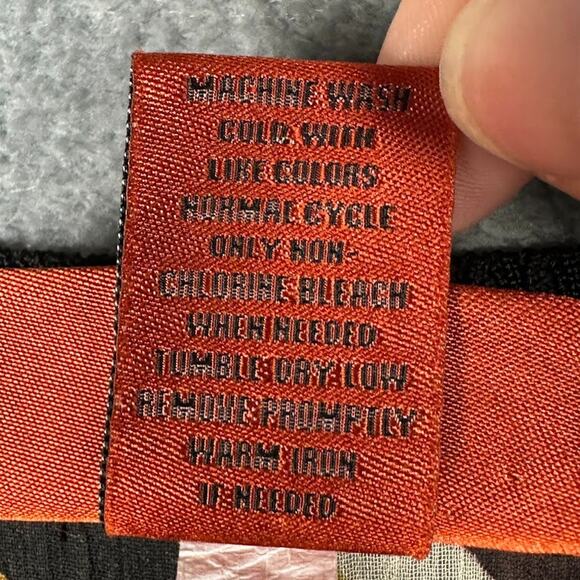 MACHINE WASH
COLD WITH
LIKE COLORS
NORMAL CYCLE
ONLY NON-
CHLORINE BLEACH
WHEN NEEDED
TUMBLE DRY LOW
REMOVE PROMPTLY
WARM IRON
IF NEEDED